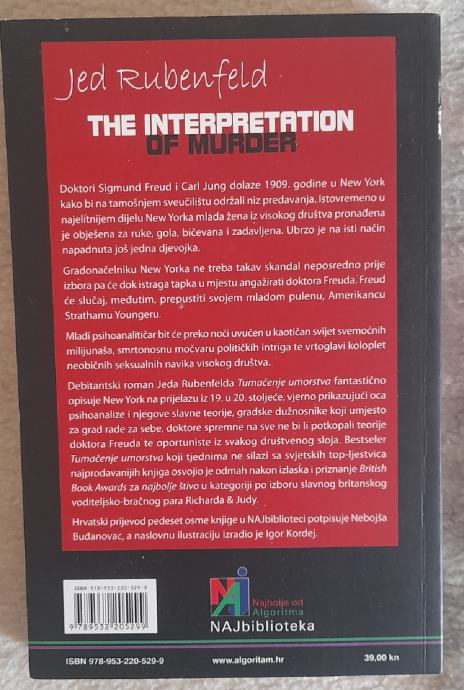 Jed Rubenfeld
THE INTERPRETATION
OF MURDER
Doktori Sigmund Freud i Carl Jung dolaze 1909. godine u New York
kako bi na tamošnjem sveučilištu održali niz predavanja. Istovremeno u
najelitnijem dijelu New Yorka mlada žena iz visokog društva pronađena
je obješena za ruke, gola, bičevana i zadavljena. Ubrzo je na isti način
napadnuta još jedna djevojka.
Gradonačelniku New Yorka ne treba takav skandal neposredno prije
izbora pa će dok istraga tapka u mjestu angažirati doktora Freuda. Freud
će slučaj, međutim, prepustiti svojem mladom pulenu, Amerikancu
Strathamu Youngeru.
Mladi psihoanalitičar bit će preko noći uvučen u kaotičan svijet svemoćnih
milijunaša, smrtonosnu močvaru političkih intriga te vrtoglavi koloplet
neobičnih seksualnih navika visokog društva.
Debitantski roman Jeda Rubenfelda Tumačenje umorstva fantastično
opisuje New York na prijelazu iz 19. u 20. stoljeće, vjerno prikazujući oca
psihoanalize i njegove slavne teorije, gradske dužnosnike koji umjesto
za grad rade za sebe, doktore spremne na sve ne bi li potkopali teorije
doktora Freuda te oportuniste iz svakog društvenog sloja. Bestseler
Tumačenje umorstva koji tjednima ne silazi sa svjetskih top-ljestvica
najprodavanijih knjiga osvojio je odmah nakon izlaska i priznanje British
Book Awards za najbolje štivo u kategoriji po izboru slavnog britanskog
voditeljsko-bračnog para Richarda & Judy.
Hrvatski prijevod pedeset osme knjige u NAJbiblioteci potpisuje Nebojša
Buđanovac, a naslovnu ilustraciju izradio je Igor Kordej.
ISBN 978-953-220-529-9
9 789532 205299
NAJ
Najbolje od
Algoritma
NAJbiblioteka
ISBN 978-953-220-529-9
www.algoritam.hr
39,00 kn